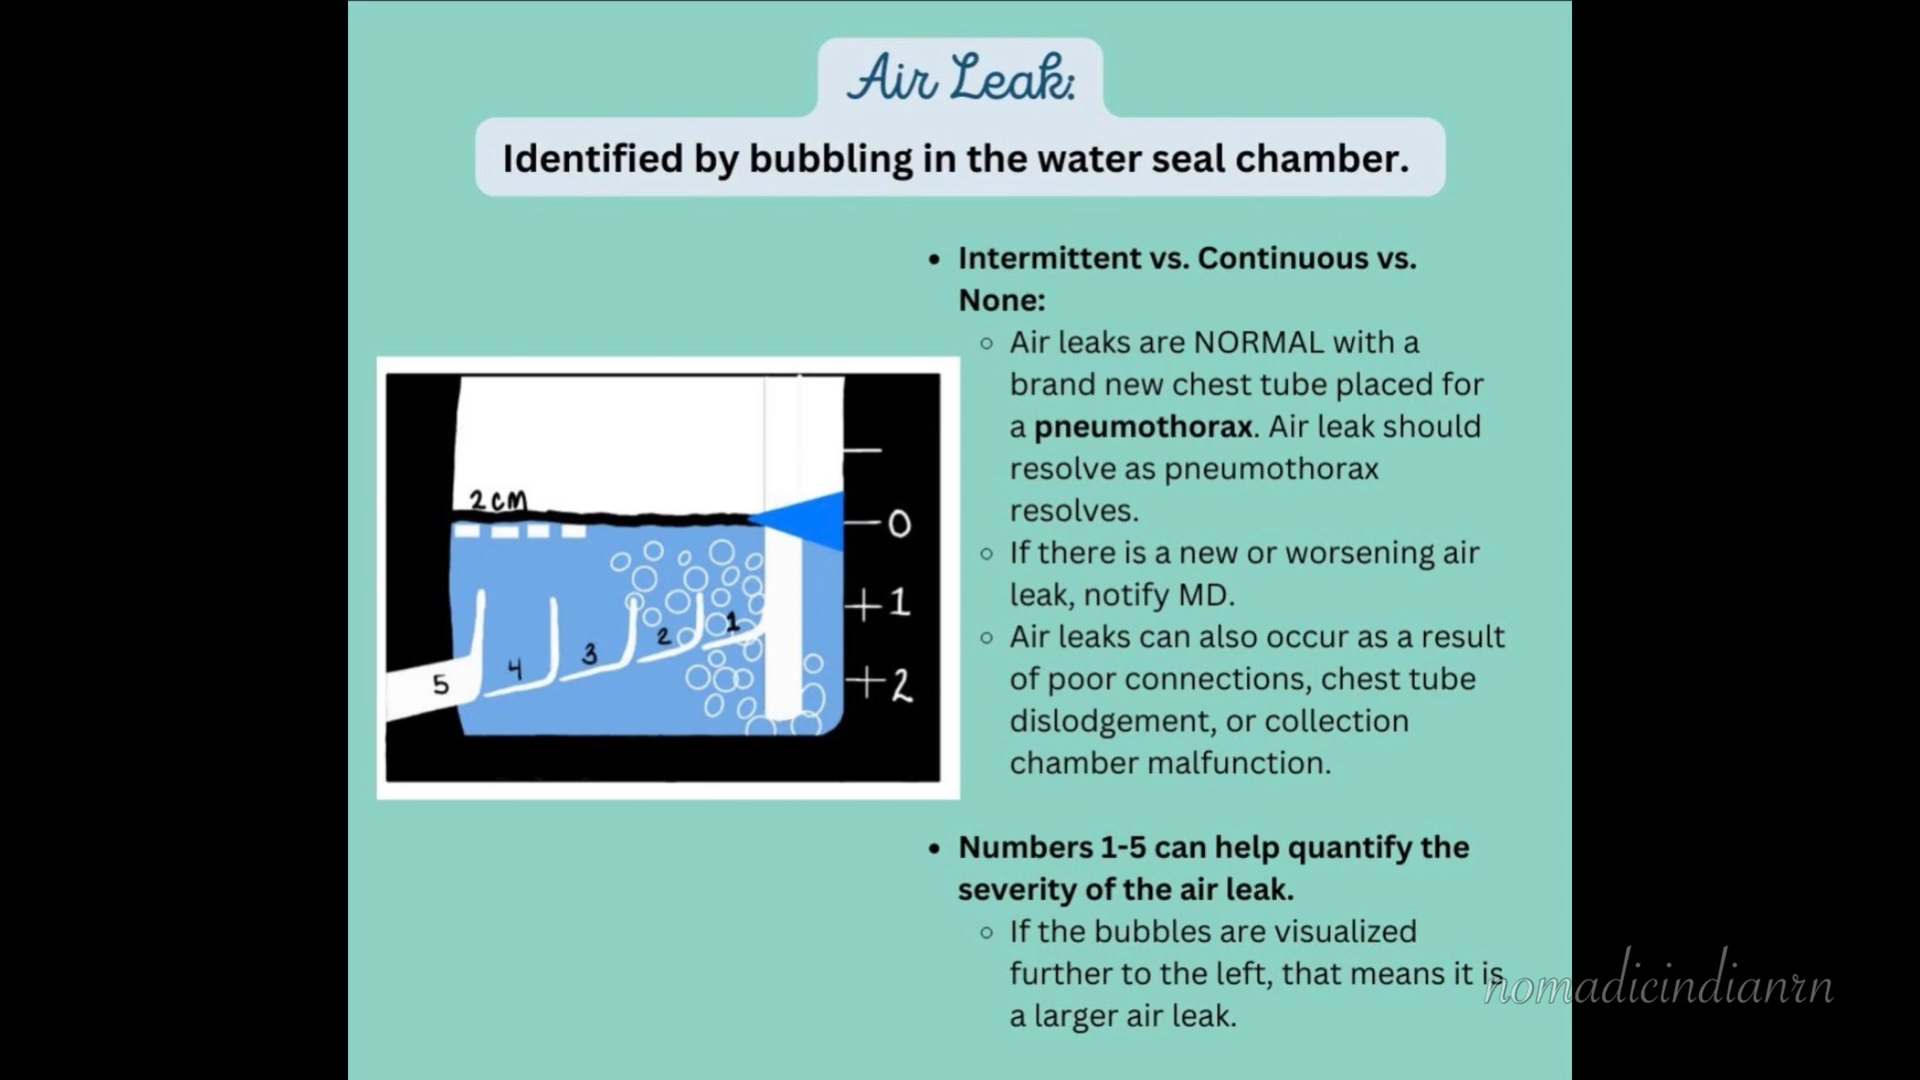 Air Leak:
Identified by bubbling in the water seal chamber.
• Intermittent vs. Continuous vs.
None:
○ Air leaks are NORMAL with a
brand new chest tube placed for
a pneumothorax. Air leak should
resolve as pneumothorax
resolves.
○ If there is a new or worsening air
leak, notify MD.
○ Air leaks can also occur as a result
of poor connections, chest tube
dislodgement, or collection
chamber malfunction.
• Numbers 1-5 can help quantify the
severity of the air leak.
○ If the bubbles are visualized
further to the left, that means it is
a larger air leak.
2 CM
0
+1
+2
5
4
3
2
1
nomadicindianrn